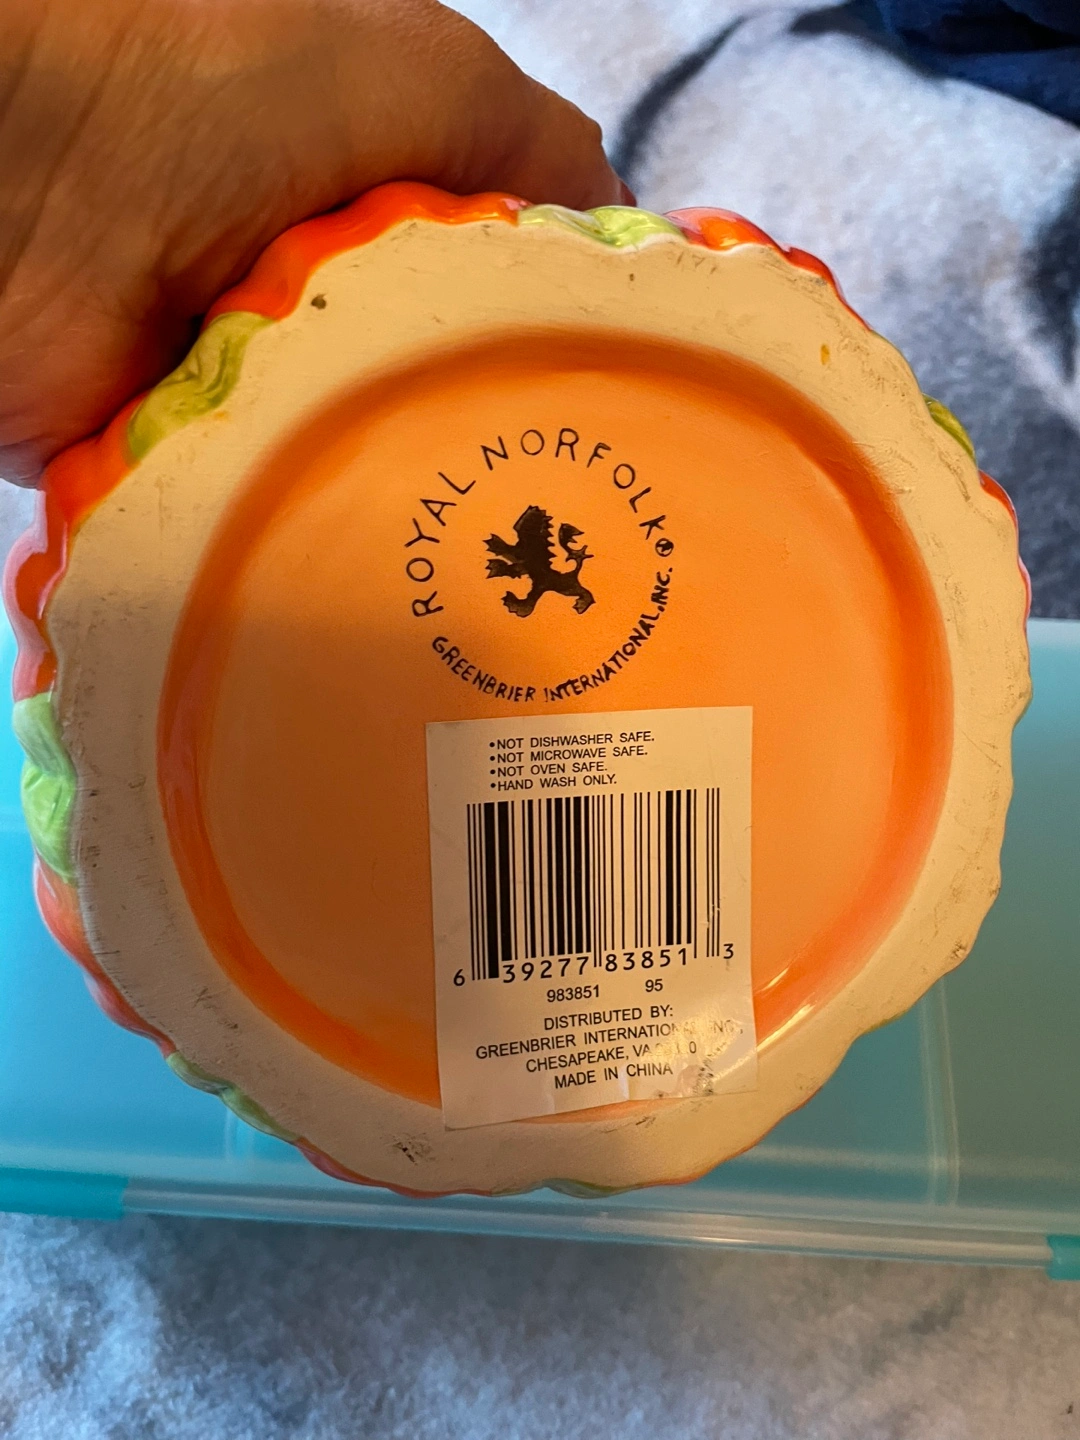 ROYAL NORFOLK®
GREENBRIER INTERNATIONAL, INC.
•NOT DISHWASHER SAFE.
•NOT MICROWAVE SAFE.
•NOT OVEN SAFE.
•HAND WASH ONLY.
6 39277 83851 3
983851 95
DISTRIBUTED BY:
GREENBRIER INTERNATIONAL, INC.
CHESAPEAKE, VA
MADE IN CHINA